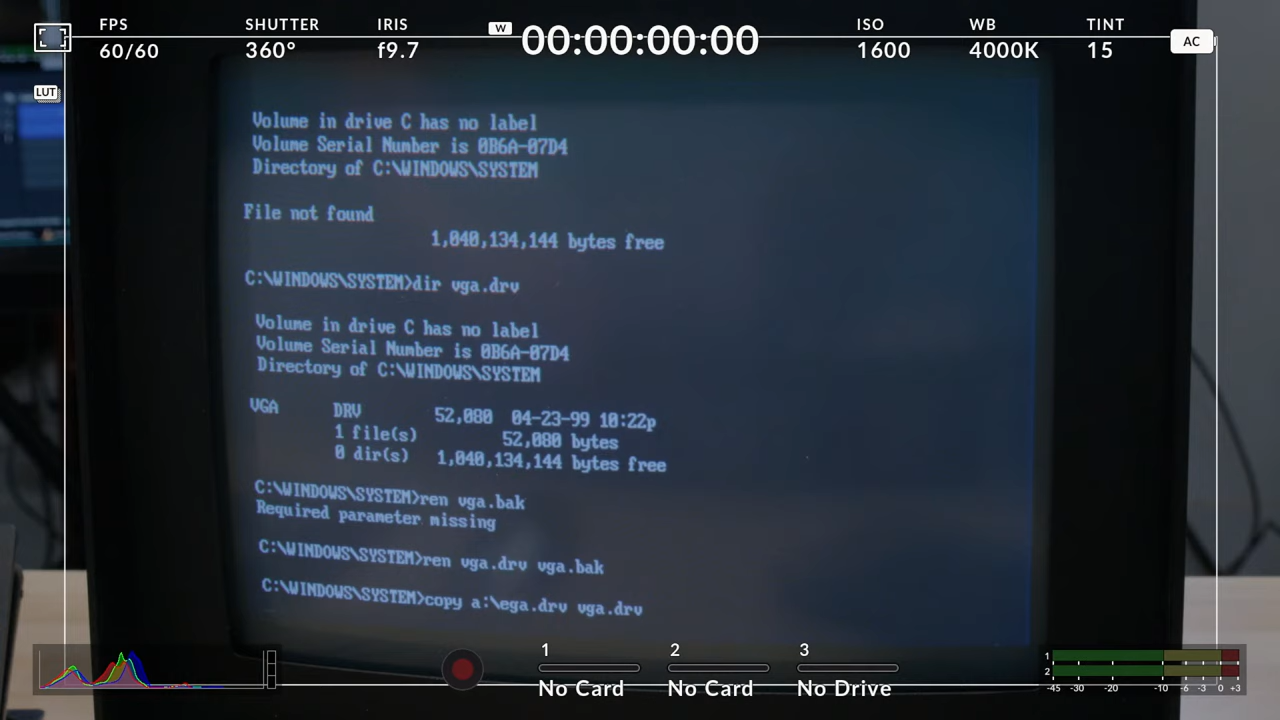 FPS SHUTTER IRIS W 00:00:00:00 ISO WB TINT
60/60 360° f9.7 1600 4000K 15 AC
LUT
Volume in drive C has no label
Volume Serial Number is 0B6A-07D4
Directory of C:\WINDOWS\SYSTEM
File not found
1,040,134,144 bytes free
C:\WINDOWS\SYSTEM>dir vga.drv
Volume in drive C has no label
Volume Serial Number is 0B6A-07D4
Directory of C:\WINDOWS\SYSTEM
VGA DRV 52,080 04-23-99 10:22p
1 file(s) 52,080 bytes
0 dir(s) 1,040,134,144 bytes free
C:\WINDOWS\SYSTEM>ren vga.bak
Required parameter missing
C:\WINDOWS\SYSTEM>ren vga.drv vga.bak
C:\WINDOWS\SYSTEM>copy a:\ega.drv vga.drv
1 2 3
No Card No Card No Drive
1
2
-45 -30 -20 -10 -6 -3 0 +3